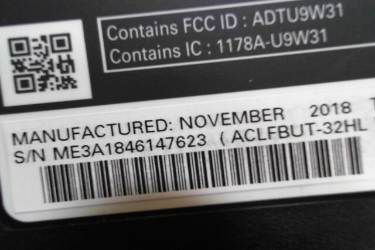 Contains FCC ID : ADTU9W31
Contains IC : 1178A-U9W31
MANUFACTURED: NOVEMBER 2018 T
S/N ME3A1846147623 ( ACLFBUT-32HL